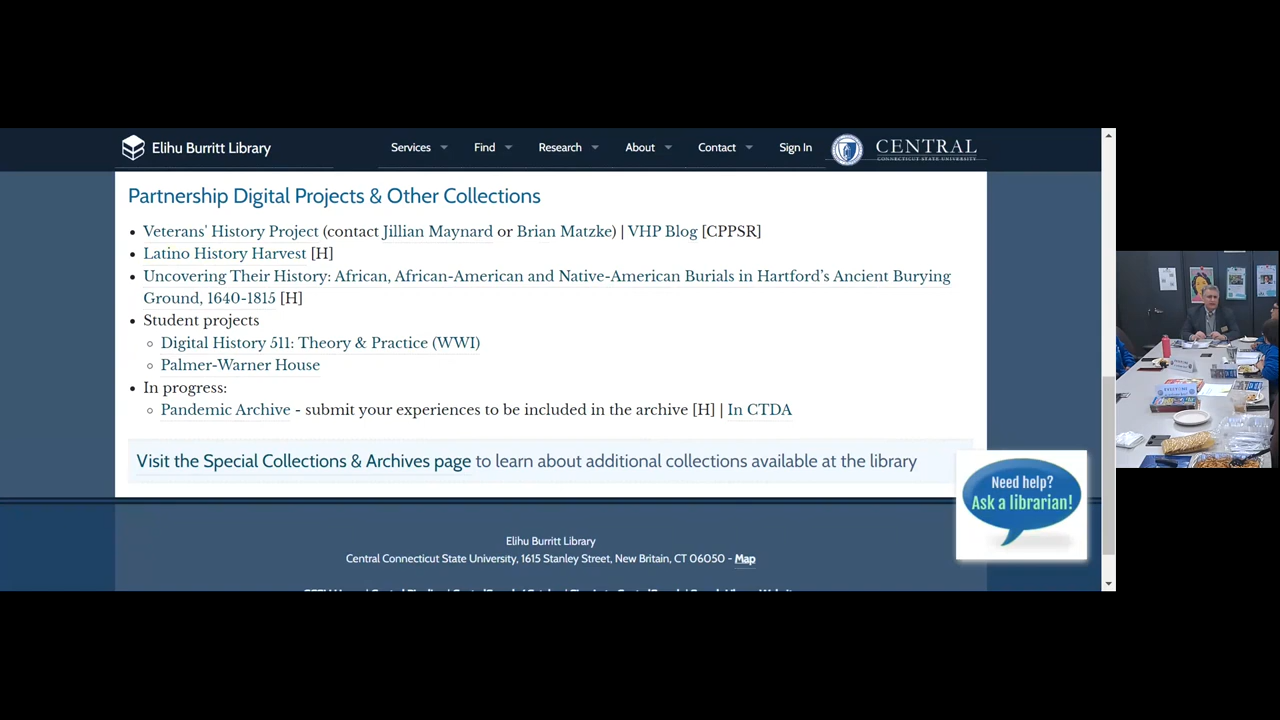 Elihu Burritt Library
Services
Find
Research
About
Contact
Sign In
CENTRAL
CONNECTICUT STATE UNIVERSITY
Partnership Digital Projects & Other Collections
Veterans' History Project (contact Jillian Maynard or Brian Matzke) | VHP Blog [CPPSR]
Latino History Harvest [H]
Uncovering Their History: African, African-American and Native-American Burials in Hartford's Ancient Burying
Ground, 1640-1815 [H]
Student projects
Digital History 511: Theory & Practice (WWI)
Palmer-Warner House
In progress:
Pandemic Archive - submit your experiences to be included in the archive [H] | In CTDA
Visit the Special Collections & Archives page to learn about additional collections available at the library
Need help?
Ask a librarian!
Elihu Burritt Library
Central Connecticut State University, 1615 Stanley Street, New Britain, CT 06050 - Map